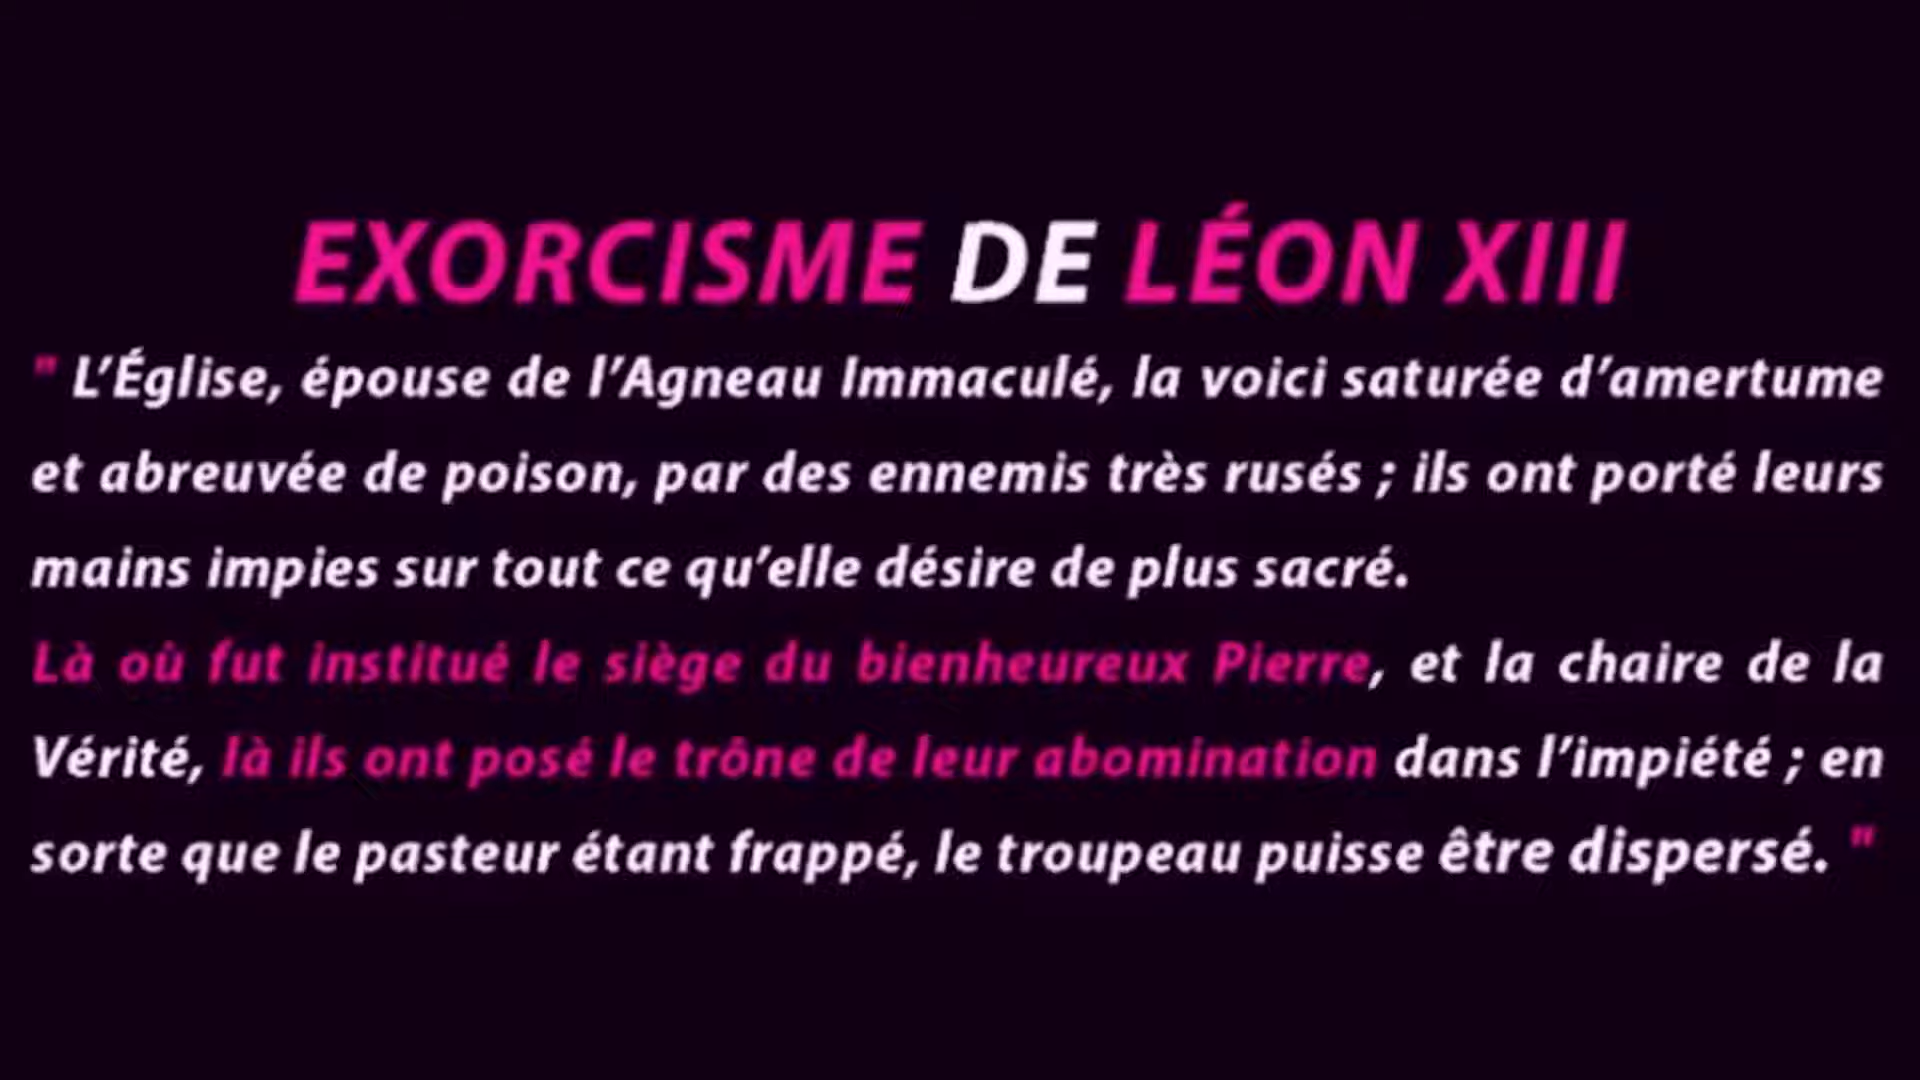 EXORCISME DE LÉON XIII
" L’Église, épouse de l’Agneau Immaculé, la voici saturée d’amertume
et abreuvée de poison, par des ennemis très rusés ; ils ont porté leurs
mains impies sur tout ce qu’elle désire de plus sacré.
Là où fut institué le siège du bienheureux Pierre, et la chaire de la
Vérité, là ils ont posé le trône de leur abomination dans l’impiété ; en
sorte que le pasteur étant frappé, le troupeau puisse être dispersé. "